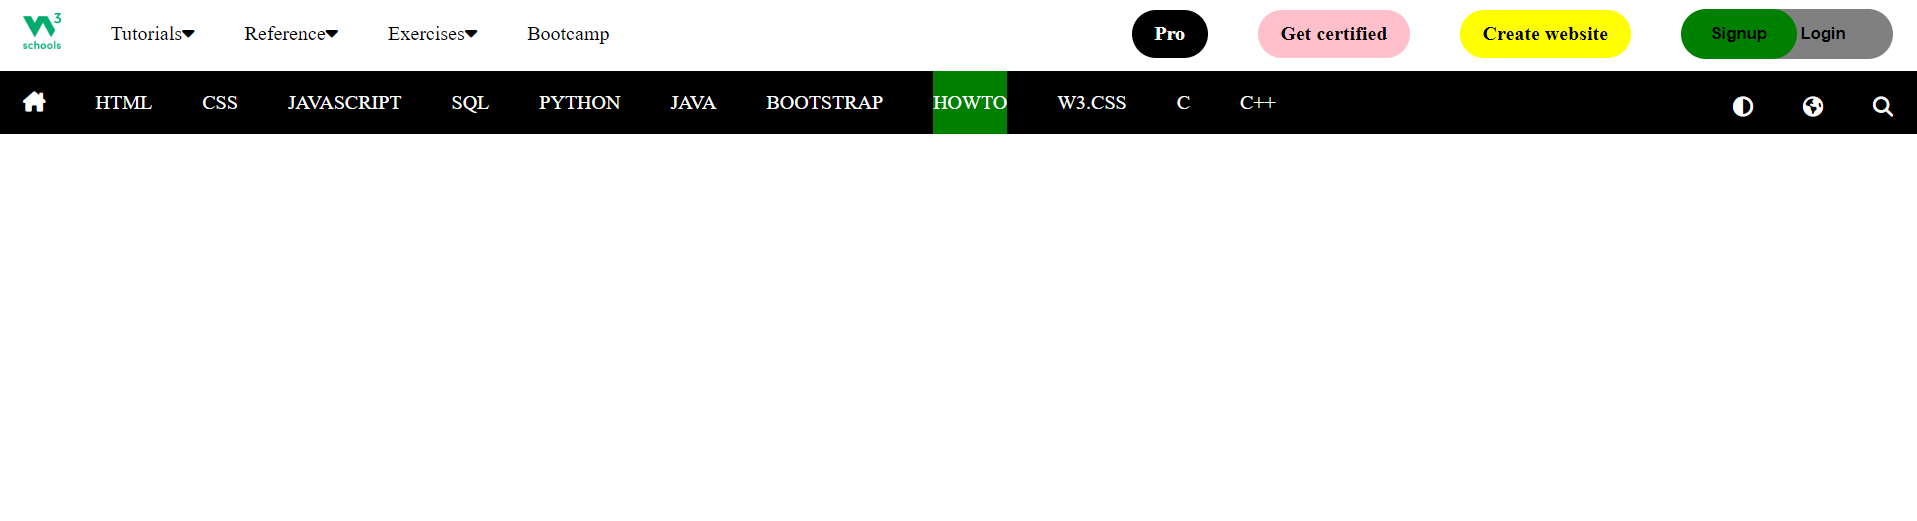 W3 schools Tutorials Reference Exercises Bootcamp Pro Get certified Create website Signup Login
HTML CSS JAVASCRIPT SQL PYTHON JAVA BOOTSTRAP HOWTO W3.CSS C C++